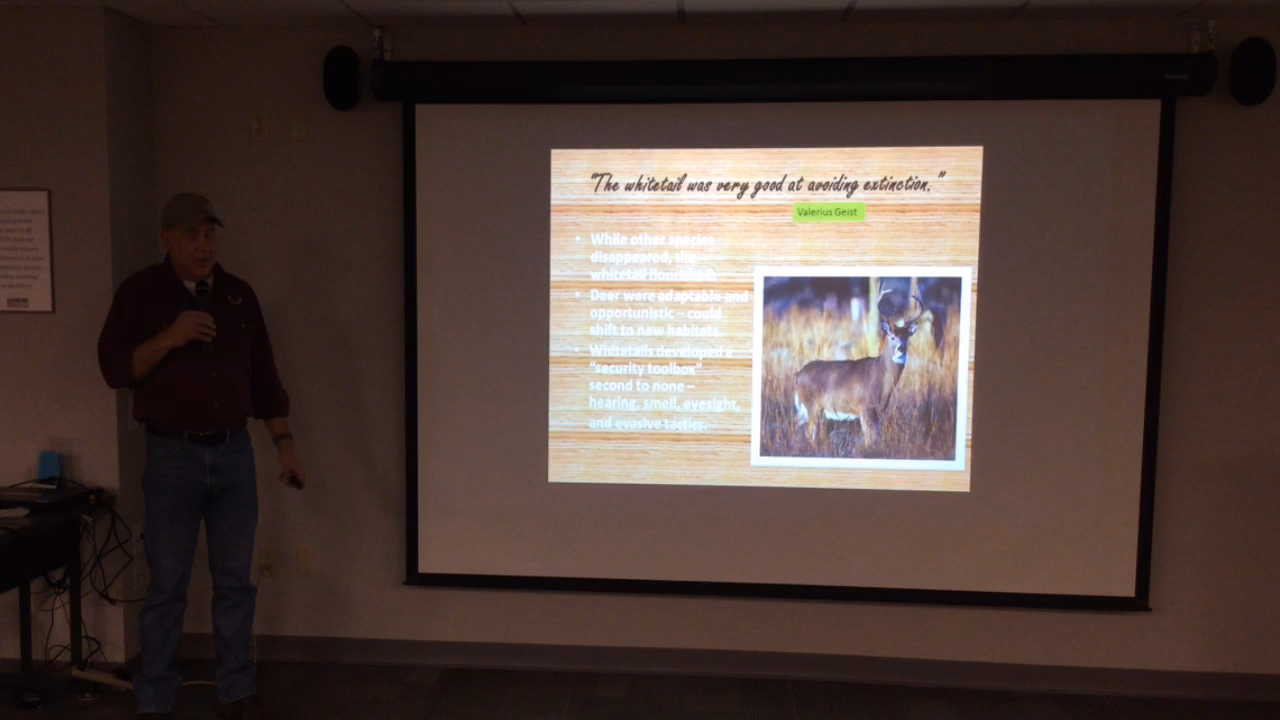 "The whitetail was very good at avoiding extinction."
Valerius Geist
• While other species
disappeared, the
whitetail flourished.
• Deer were adaptable and
opportunistic – could
shift to new habitats.
• Whitetails developed a
"security toolbox"
second to none –
hearing, smell, eyesight,
and evasive tactics.